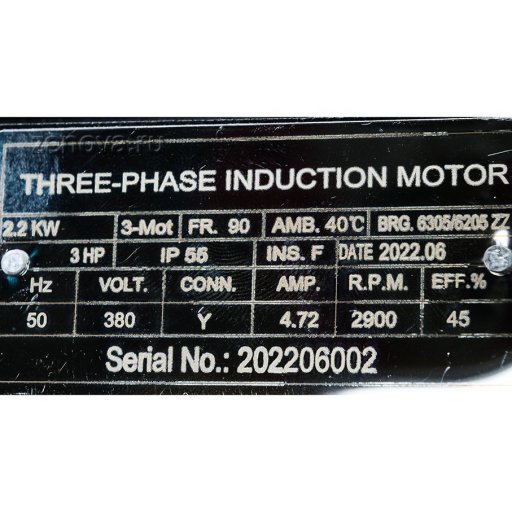 zenova.ru
THREE-PHASE INDUCTION MOTOR
2.2 KW 3-Mot FR. 90 AMB. 40℃ BRG. 6305/6205 ZZ
3 HP IP 55 INS. F DATE 2022.06
Hz VOLT. CONN. AMP. R.P.M. EFF.%
50 380 Y 4.72 2900 45
Serial No.: 202206002